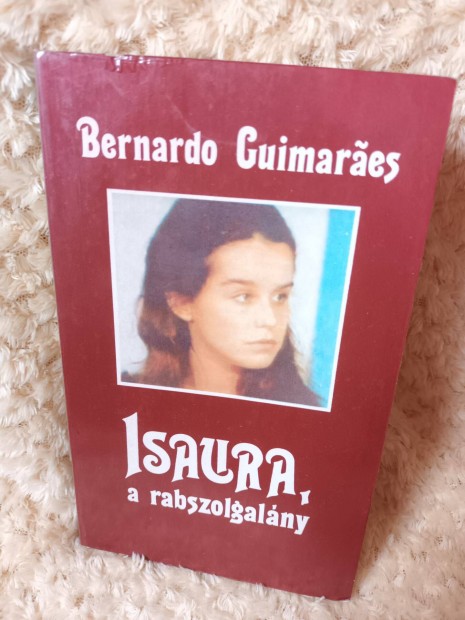 Bernardo Guimarães
ISAURA,
a rabszolgalány